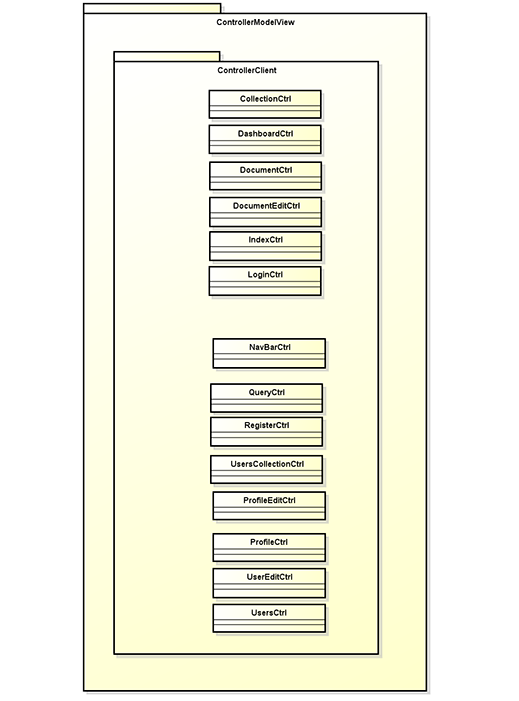 ControllerModelView
ControllerClient
CollectionCtrl
DashboardCtrl
DocumentCtrl
DocumentEditCtrl
IndexCtrl
LoginCtrl
NavBarCtrl
QueryCtrl
RegisterCtrl
UsersCollectionCtrl
ProfileEditCtrl
ProfileCtrl
UserEditCtrl
UsersCtrl